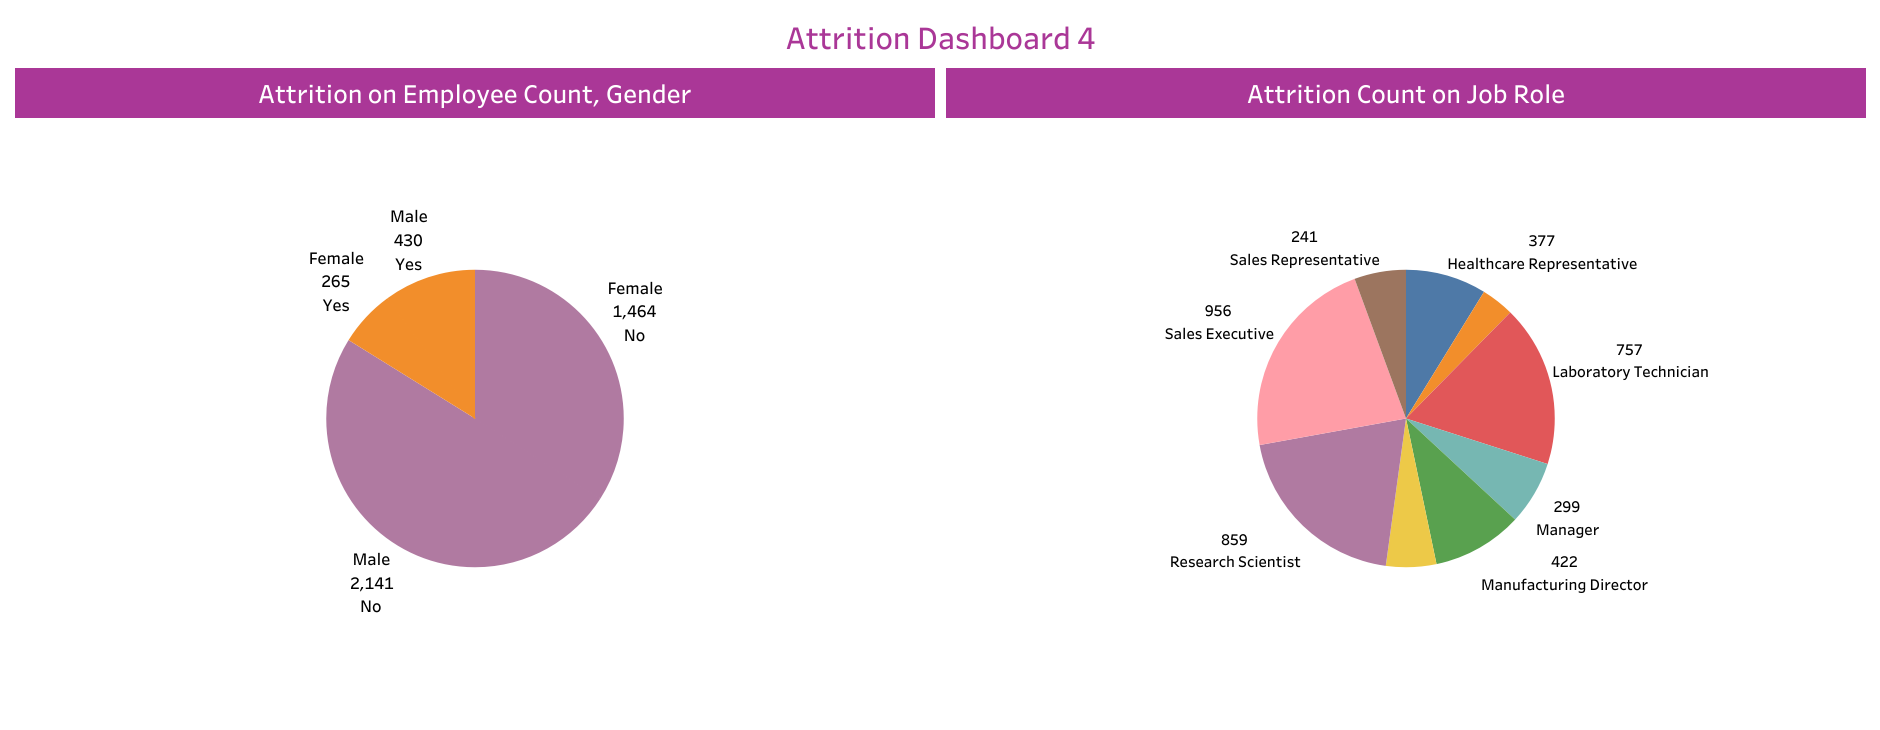 Attrition Dashboard 4
Attrition on Employee Count, Gender
Male
430
Yes
Female
265
Yes
Female
1,464
No
Male
2,141
No
Attrition Count on Job Role
241
Sales Representative
377
Healthcare Representative
956
Sales Executive
757
Laboratory Technician
299
Manager
859
Research Scientist
422
Manufacturing Director